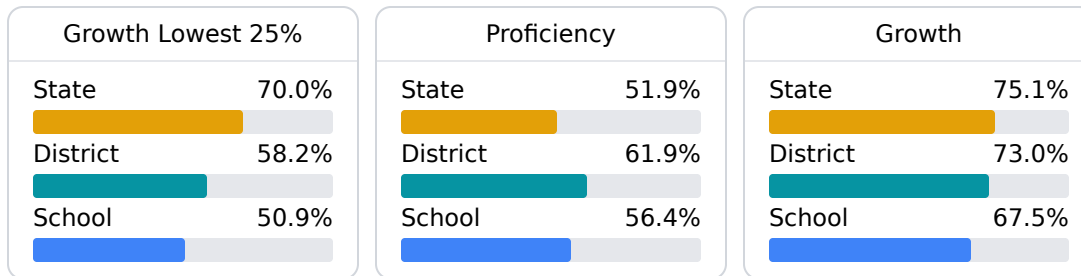 Growth Lowest 25%
State 70.0%
District 58.2%
School 50.9%
Proficiency
State 51.9%
District 61.9%
School 56.4%
Growth
State 75.1%
District 73.0%
School 67.5%